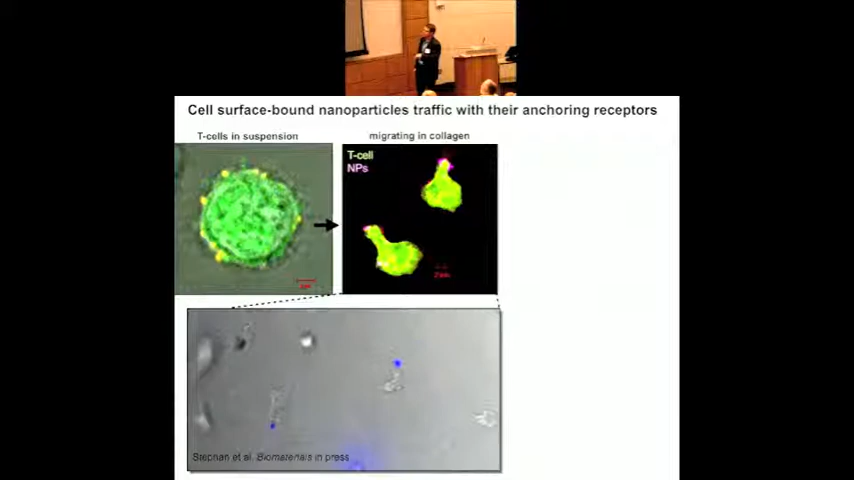 Cell surface-bound nanoparticles traffic with their anchoring receptors
T-cells in suspension
migrating in collagen
T-cell
NPs
Stephan et al. Biomaterials in press